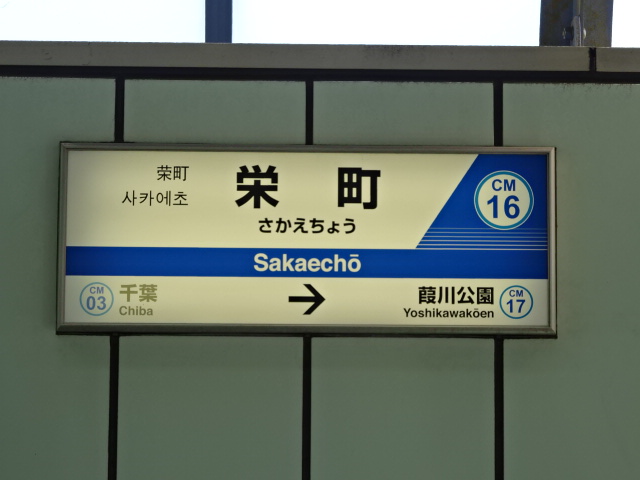 荣町
사카에초
栄町
さかえちょう
CM
16
Sakaechō
CM
03
千葉
Chiba
→
葭川公園
Yoshikawakōen
CM
17